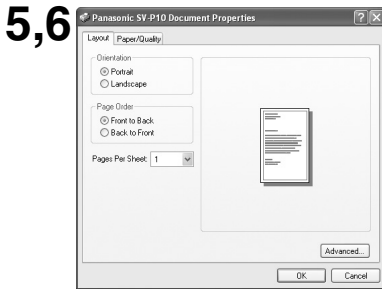 5,6
Panasonic SV-P10 Document Properties
Layout Paper/Quality
Orientation
Portrait
Landscape
Page Order
Front to Back
Back to Front
Pages Per Sheet: 1
Advanced...
OK Cancel